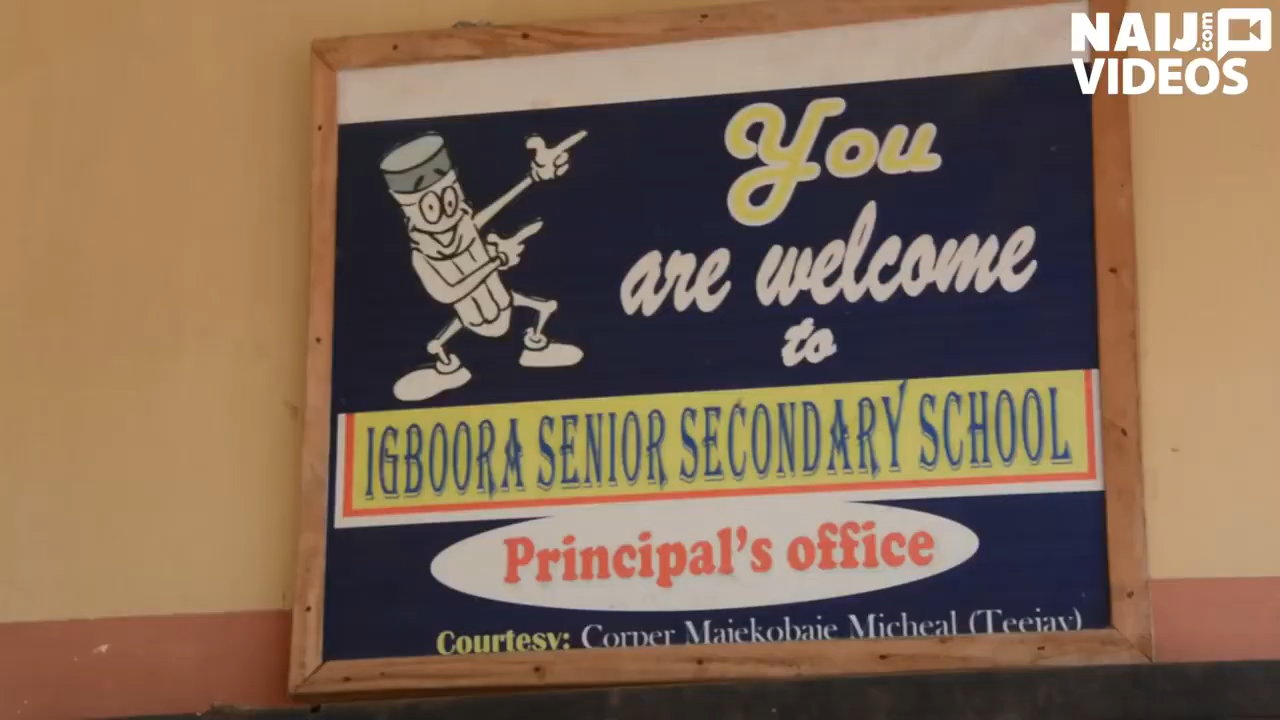 NAIJ.com
VIDEOS
You
are welcome
to
IGBOORA SENIOR SECONDARY SCHOOL
Principal's office
Courtesy: Corper Majekobaje Micheal (Teejay)